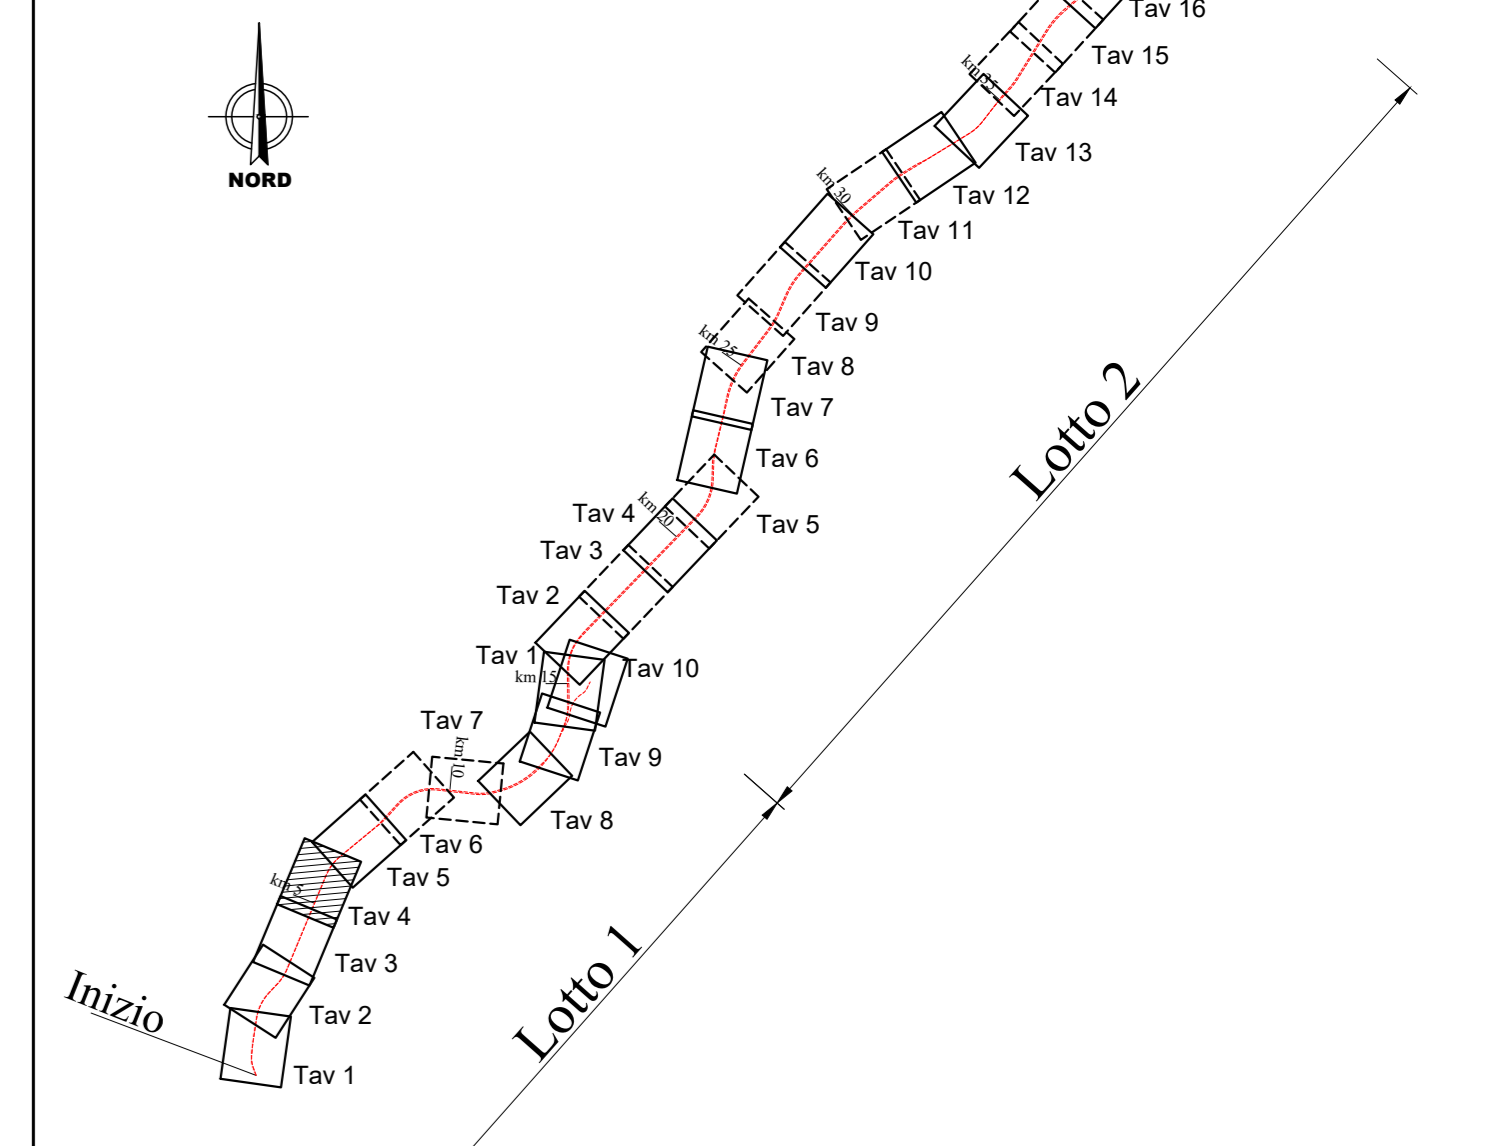 Tav 16
Tav 15
km 35
Tav 14
Tav 13
NORD
km 30
Tav 12
Tav 11
Tav 10
Tav 9
km 25
Tav 8
Tav 7
Lotto 2
Tav 6
km 20
Tav 4
Tav 5
Tav 3
Tav 2
Tav 1
Tav 10
km 15
Tav 7
km 10
Tav 9
Tav 8
Tav 6
Tav 5
km 5
Tav 4
Tav 3
Lotto 1
Inizio
Tav 2
Tav 1